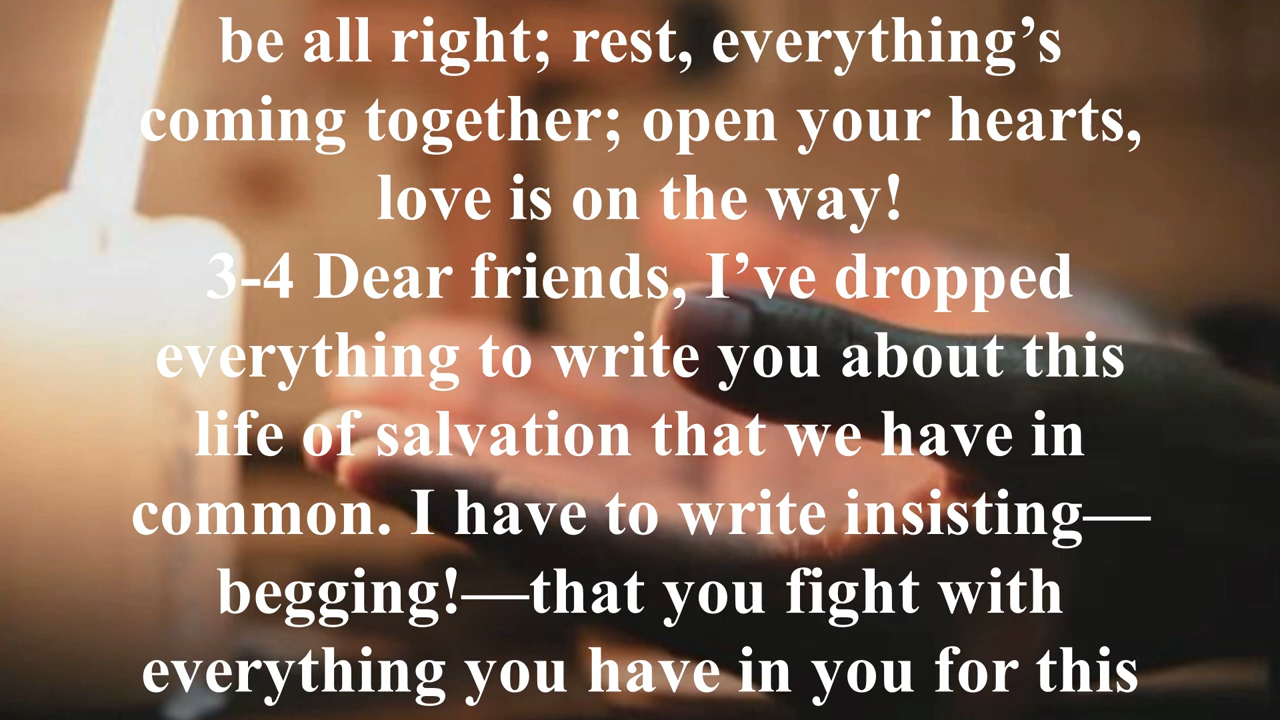 be all right; rest, everything’s
coming together; open your hearts,
love is on the way!
3-4 Dear friends, I’ve dropped
everything to write you about this
life of salvation that we have in
common. I have to write insisting—
begging!—that you fight with
everything you have in you for this